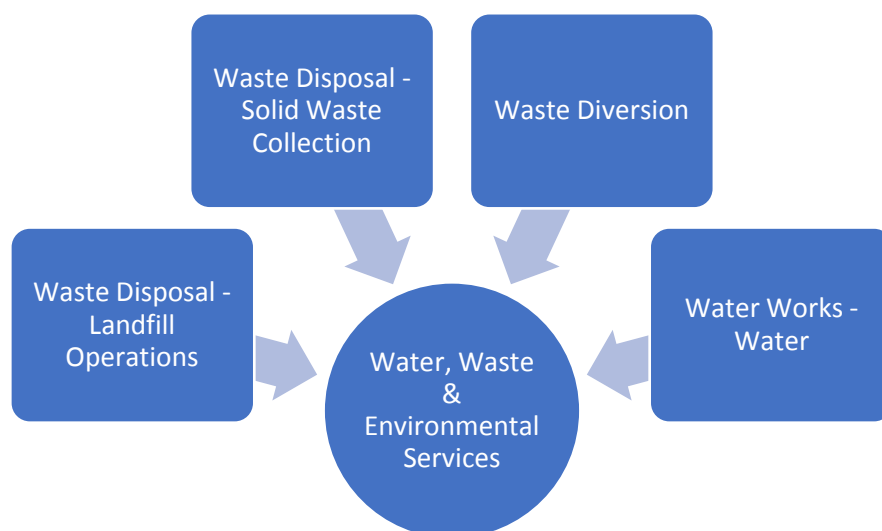 Waste Disposal -
Solid Waste
Collection
Waste Diversion
Waste Disposal -
Landfill
Operations
Water Works -
Water
Water, Waste
&
Environmental
Services